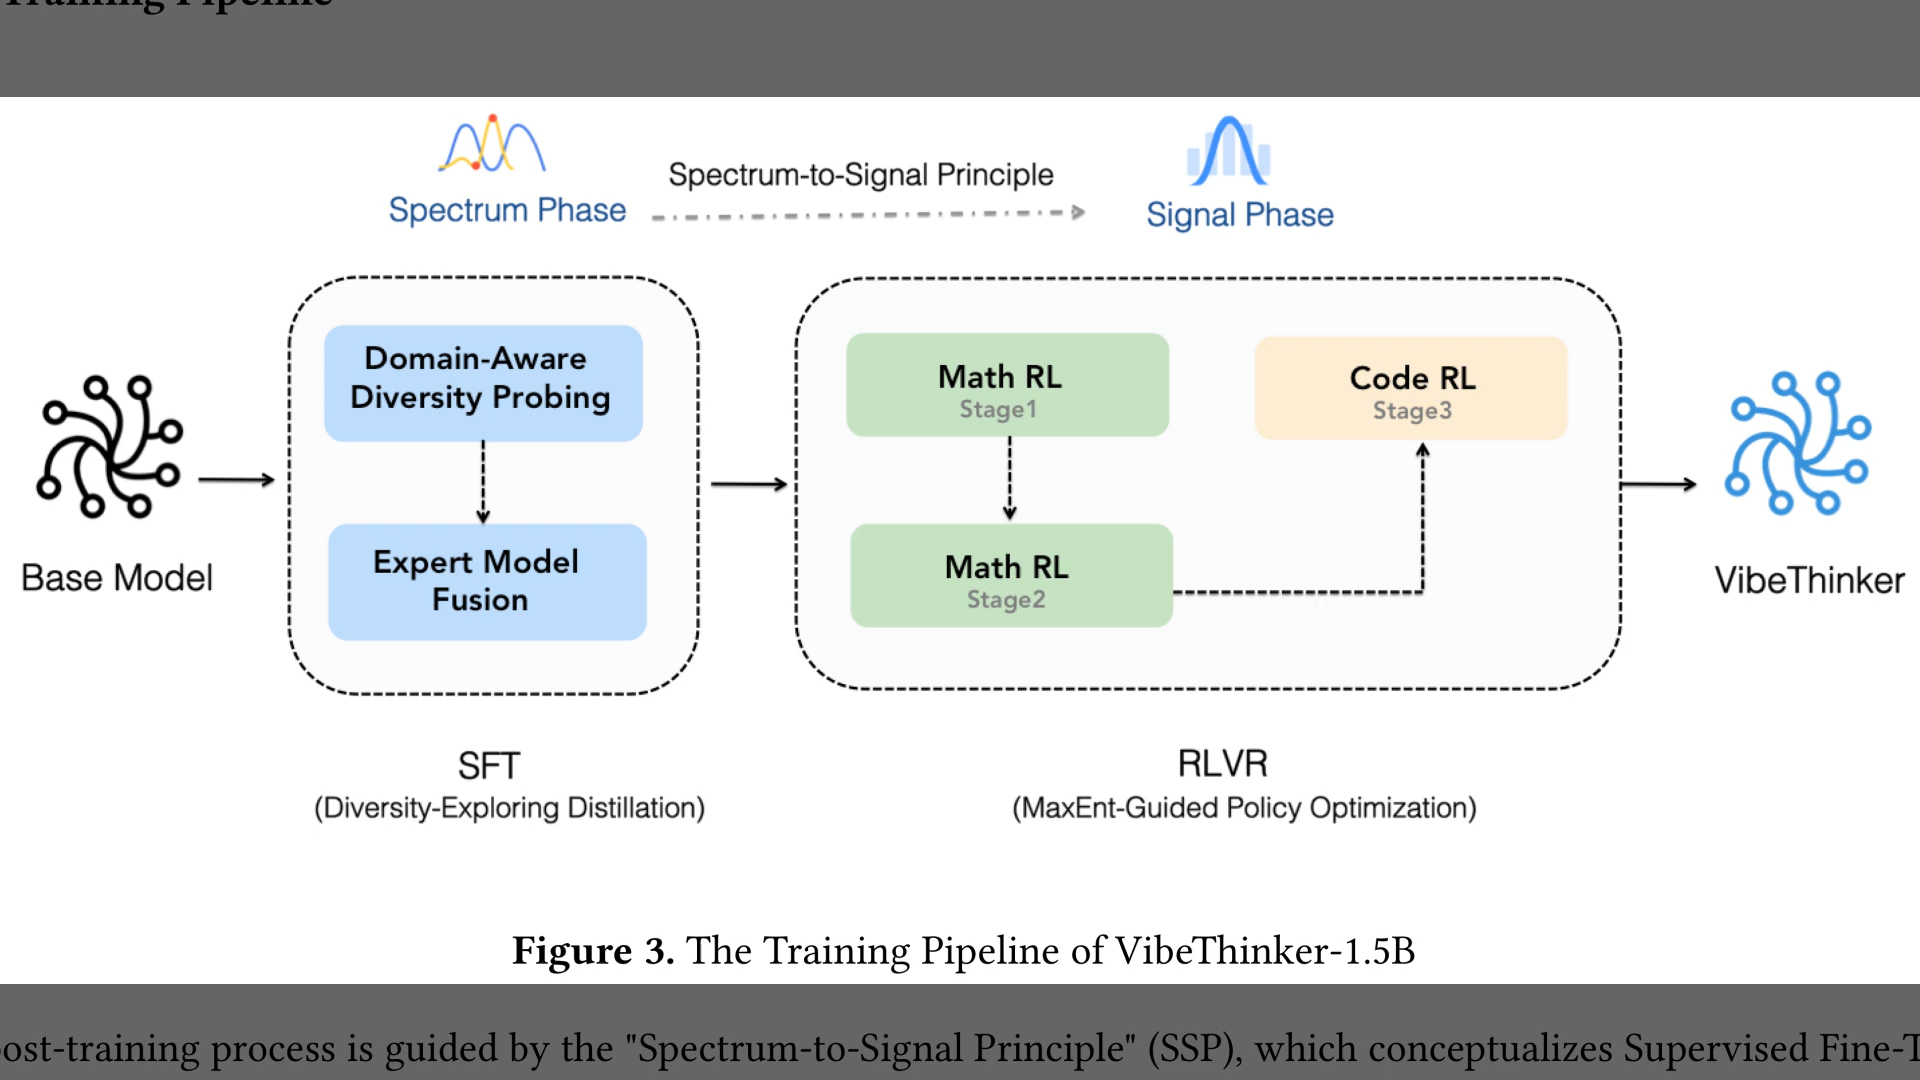 Training Pipeline
Spectrum-to-Signal Principle
Spectrum Phase
Signal Phase
Domain-Aware
Diversity Probing
Expert Model
Fusion
Math RL
Stage1
Math RL
Stage2
Code RL
Stage3
Base Model
VibeThinker
SFT
(Diversity-Exploring Distillation)
RLVR
(MaxEnt-Guided Policy Optimization)
Figure 3. The Training Pipeline of VibeThinker-1.5B
ost-training process is guided by the "Spectrum-to-Signal Principle" (SSP), which conceptualizes Supervised Fine-T